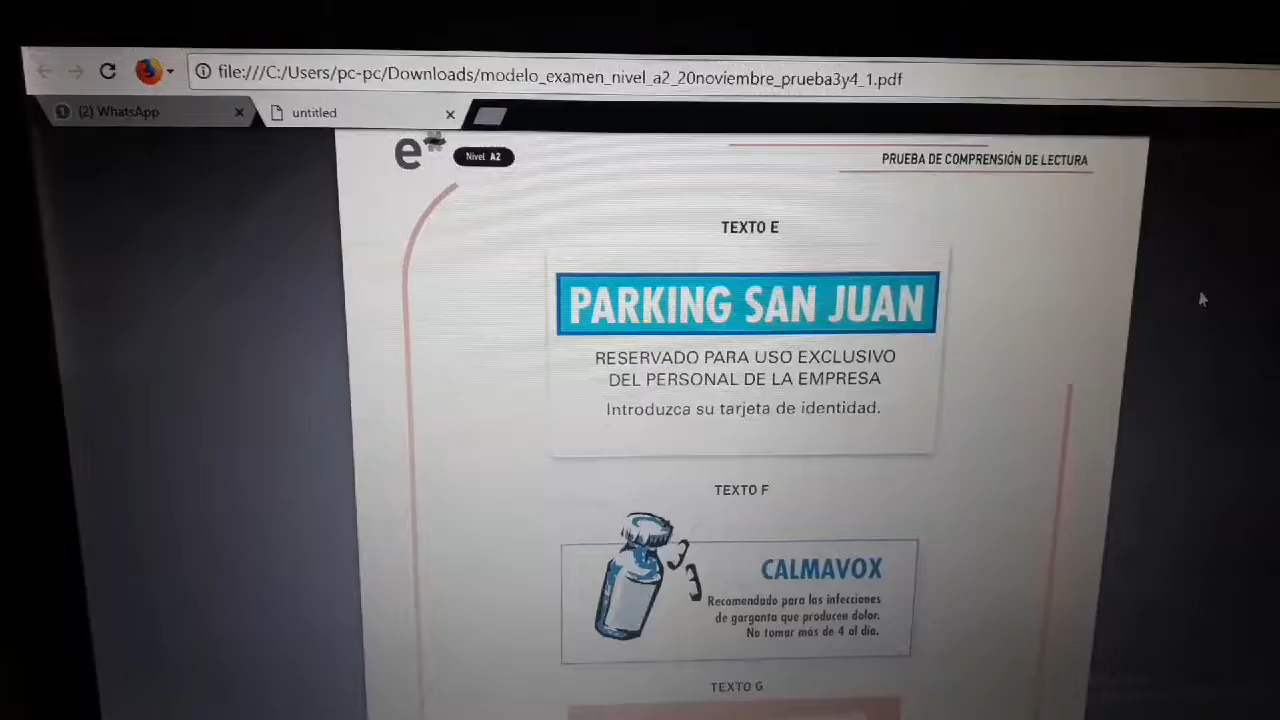 file:///C:/Users/pc-pc/Downloads/modelo_examen_nivel_a2_20noviembre_prueba3y4_1.pdf
(2) WhatsApp
untitled
e
Nivel A2
PRUEBA DE COMPRENSIÓN DE LECTURA
TEXTO E
PARKING SAN JUAN
RESERVADO PARA USO EXCLUSIVO
DEL PERSONAL DE LA EMPRESA
Introduzca su tarjeta de identidad.
TEXTO F
CALMAVOX
Recomendado para las infecciones
de garganta que producen dolor.
No tomar más de 4 al día.
TEXTO G